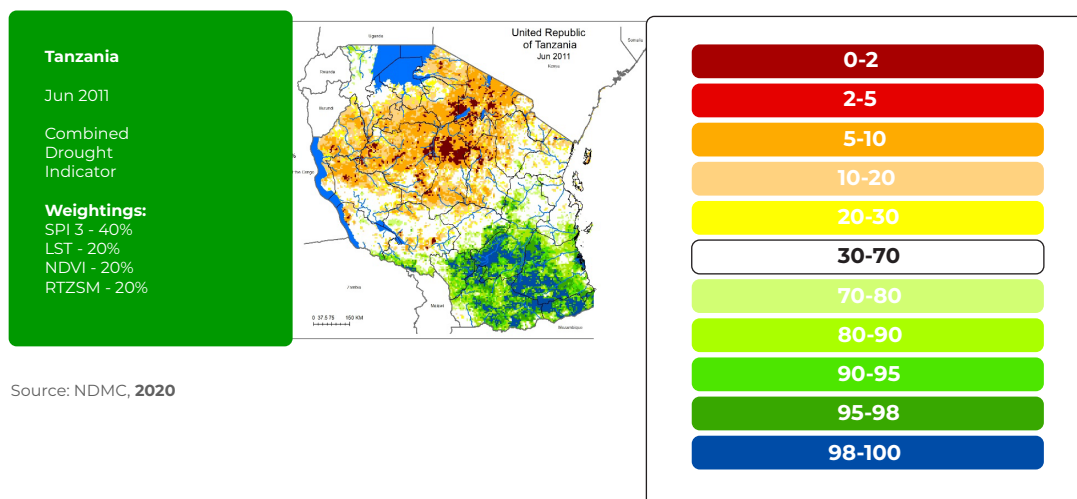 Tanzania
Jun 2011
Combined
Drought
Indicator
Weightings:
SPI 3 - 40%
LST - 20%
NDVI - 20%
RTZSM - 20%
Uganda
United Republic
of Tanzania
Jun 2011
Kenya
Somalia
Rwanda
Burundi
of the Congo
Zambia
Malawi
Mozambique
0 37.5 75 150 KM
0-2
2-5
5-10
10-20
20-30
30-70
70-80
80-90
90-95
95-98
98-100
Source: NDMC, 2020